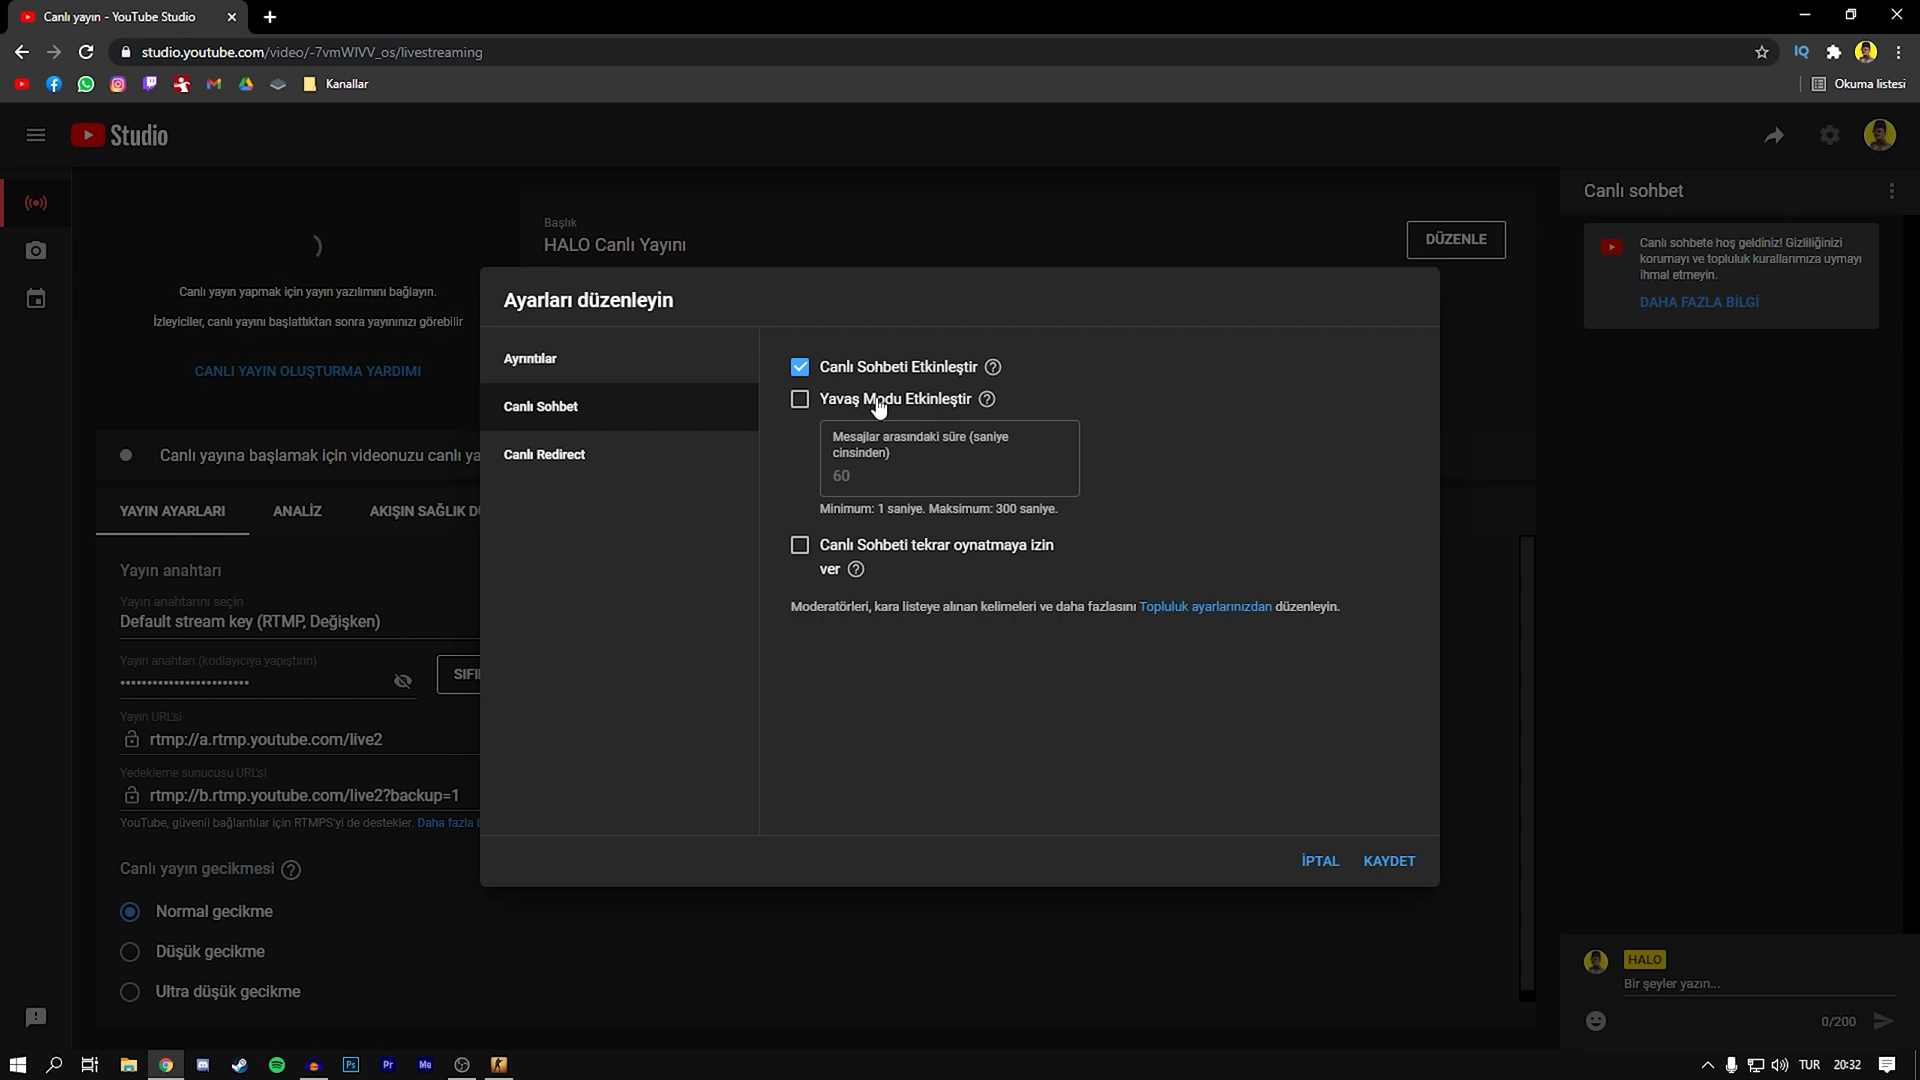 Canlı yayın - YouTube Studio
studio.youtube.com/video/-7vmWlVV_os/livestreaming
IQ
Kanallar
Okuma listesi
Studio
Canlı sohbet
Canlı sohbete hoş geldiniz! Gizliliğinizi
korumayı ve topluluk kurallarımıza uymayı
ihmal etmeyin.
DAHA FAZLA BİLGİ
Başlık
HALO Canlı Yayını
DÜZENLE
Canlı yayın yapmak için yayın yazılımını bağlayın.
İzleyiciler, canlı yayını başlattıktan sonra yayınınızı görebilir
CANLI YAYIN OLUŞTURMA YARDIMI
Canlı yayına başlamak için videonuzu canlı ya
YAYIN AYARLARI
ANALİZ
AKIŞIN SAĞLIK DU
Yayın anahtarı
Yayın anahtarını seçin
Default stream key (RTMP, Değişken)
Yayın anahtarı (kodlayıcıya yapıştırın)
••••••••••••••••••••••••
SIFI
Yayın URL'si
rtmp://a.rtmp.youtube.com/live2
Yedekleme sunucusu URL'si
rtmp://b.rtmp.youtube.com/live2?backup=1
YouTube, güvenli bağlantılar için RTMPS'yi de destekler. Daha fazla b
Canlı yayın gecikmesi
Normal gecikme
Düşük gecikme
Ultra düşük gecikme
Ayarları düzenleyin
Ayrıntılar
Canlı Sohbet
Canlı Redirect
Canlı Sohbeti Etkinleştir
Yavaş Modu Etkinleştir
Mesajlar arasındaki süre (saniye
cinsinden)
60
Minimum: 1 saniye. Maksimum: 300 saniye.
Canlı Sohbeti tekrar oynatmaya izin
ver
Moderatörleri, kara listeye alınan kelimeleri ve daha fazlasını Topluluk ayarlarınızdan düzenleyin.
İPTAL
KAYDET
HALO
Bir şeyler yazın...
0/200
Ps
Pr
Me
TUR
20:32